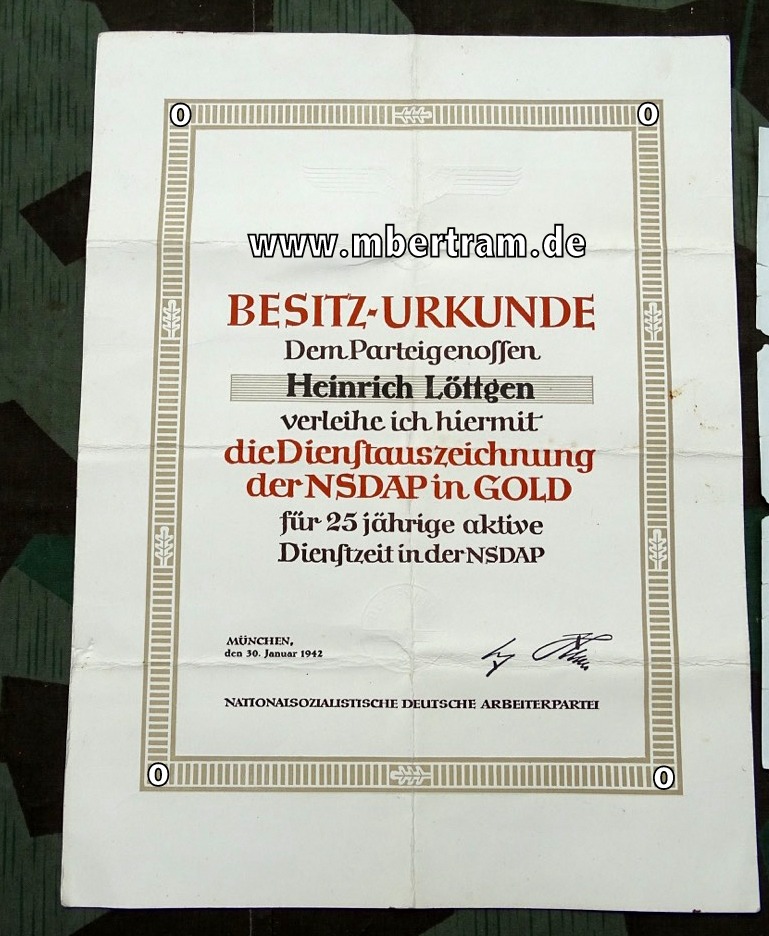 www.mbertram.de
BESITZ-URKUNDE
Dem Parteigenoſſen
Heinrich Löttgen
verleihe ich hiermit
die Dienſtauszeichnung
der NSDAP in GOLD
für 25 jährige aktive
Dienſtzeit in der NSDAP
MÜNCHEN,
den 30. Januar 1942
NATIONALSOZIALISTISCHE DEUTSCHE ARBEITERPARTEI